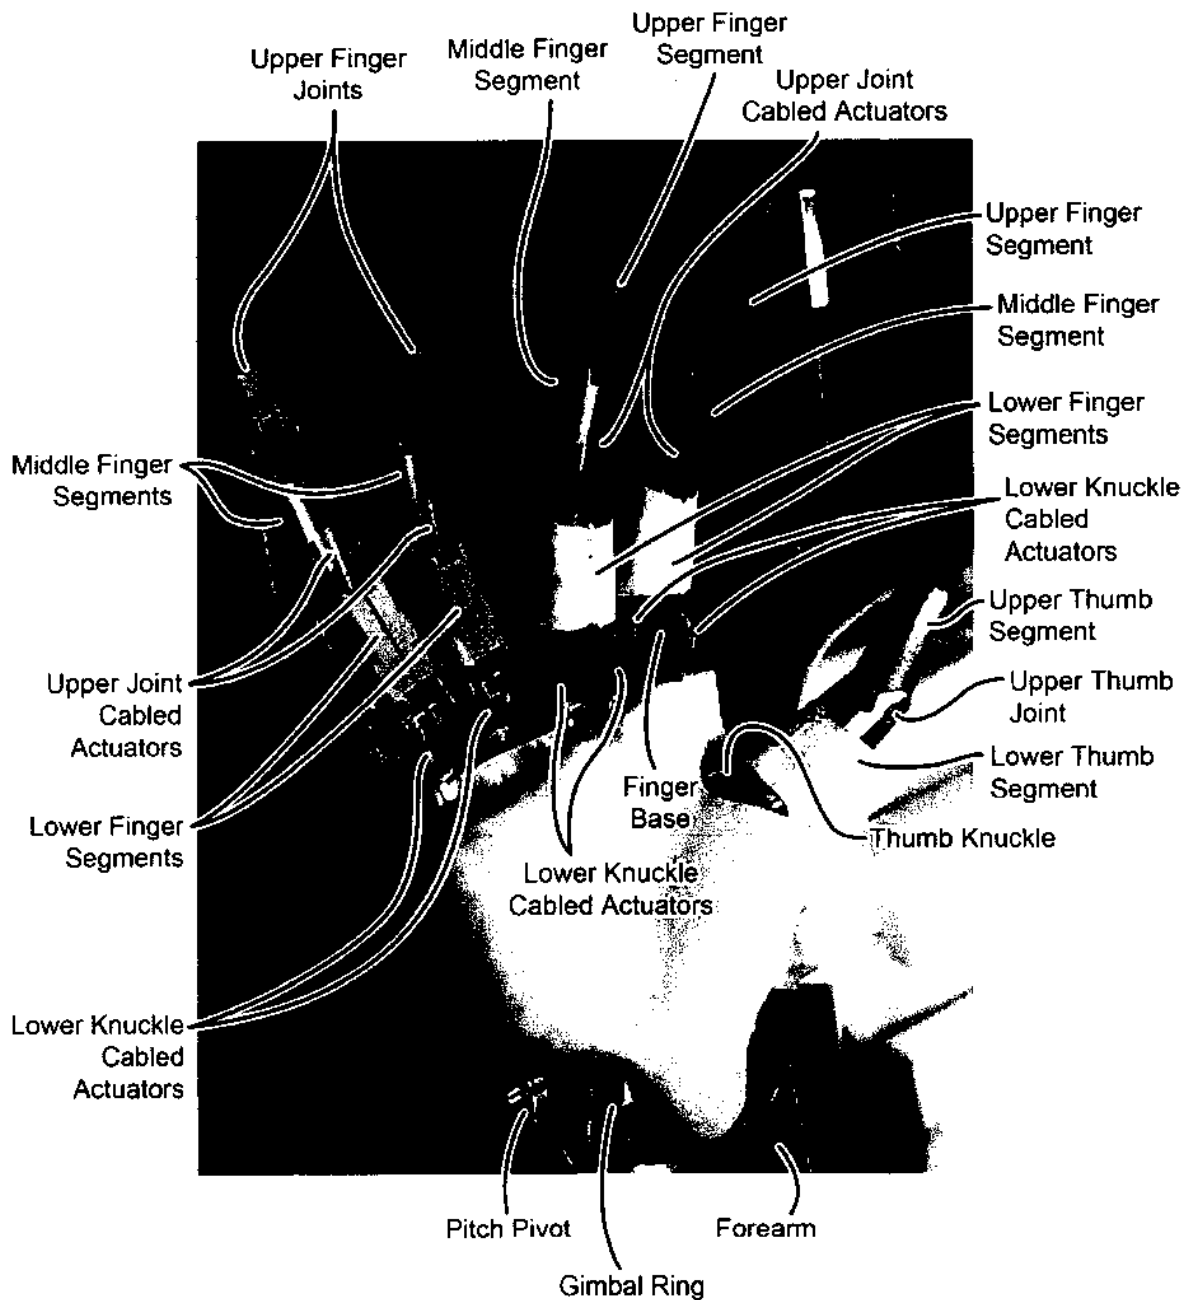 Upper Finger
Joints
Middle Finger
Segment
Upper Finger
Segment
Upper Joint
Cabled Actuators
Upper Finger
Segment
Middle Finger
Segment
Lower Finger
Segments
Lower Knuckle
Cabled
Actuators
Upper Thumb
Segment
Upper Thumb
Joint
Lower Thumb
Segment
Thumb Knuckle
Middle Finger
Segments
Upper Joint
Cabled
Actuators
Lower Finger
Segments
Lower Knuckle
Cabled
Actuators
Finger
Base
Lower Knuckle
Cabled Actuators
Pitch Pivot
Gimbal Ring
Forearm